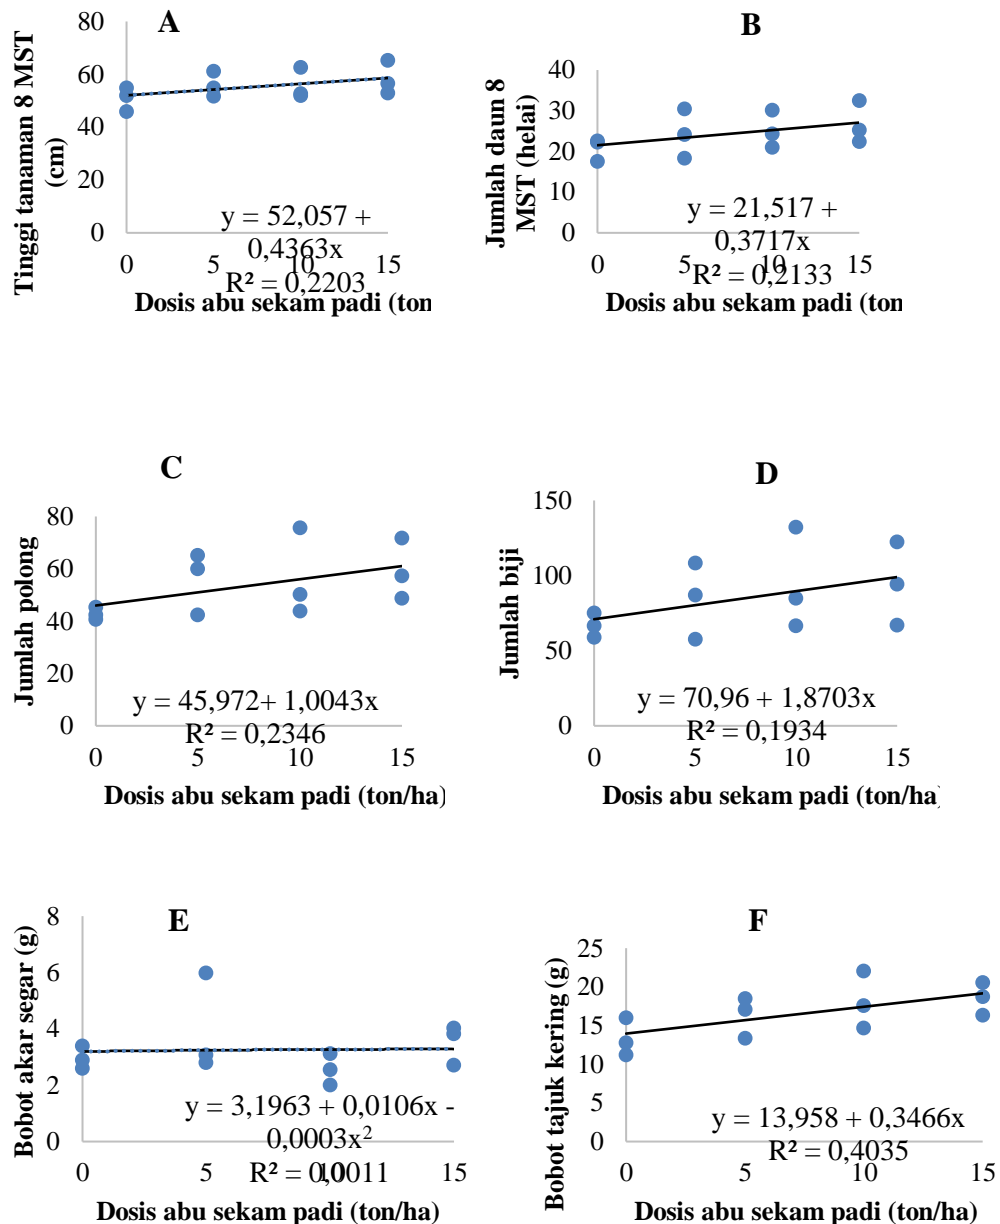 A
Tinggi tanaman 8 MST
(cm)
80
60
40
20
0
0 5 10 15
y = 52,057 +
0,4363x
R² = 0,2203
Dosis abu sekam padi (ton
B
Jumlah daun 8
MST (helai)
40
30
20
10
0
0 5 10 15
y = 21,517 +
0,3717x
R² = 0,2133
Dosis abu sekam padi (ton
C
Jumlah polong
80
60
40
20
0
y = 45,972+ 1,0043x
R² = 0,2346
0 5 10 15
Dosis abu sekam padi (ton/ha)
D
Jumlah biji
150
100
50
0
y = 70,96 + 1,8703x
R² = 0,1934
0 5 10 15
Dosis abu sekam padi (ton/ha)
E
Bobot akar segar (g)
8
6
4
2
0
y = 3,1963 + 0,0106x -
0,0003x²
R² = 0,0011
0 5 10 15
Dosis abu sekam padi (ton/ha)
F
Bobot tajuk kering (g)
25
20
15
10
5
0
y = 13,958 + 0,3466x
R² = 0,4035
0 5 10 15
Dosis abu sekam padi (ton/ha)